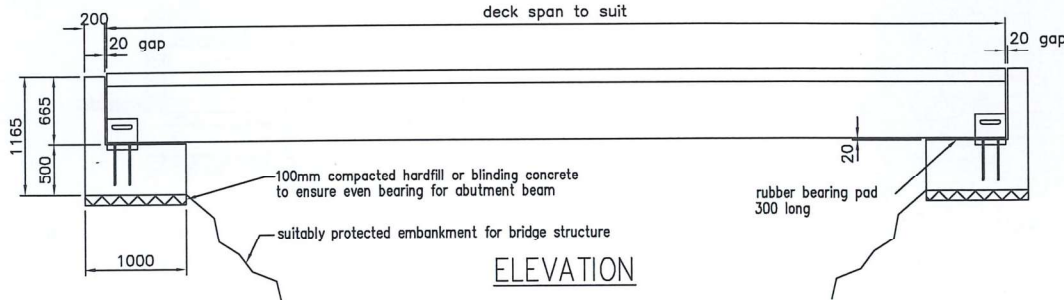 deck span to suit
200
20 gap
20 gap
1165
665
500
20
100mm compacted hardfill or blinding concrete
to ensure even bearing for abutment beam
rubber bearing pad
300 long
suitably protected embankment for bridge structure
1000
ELEVATION